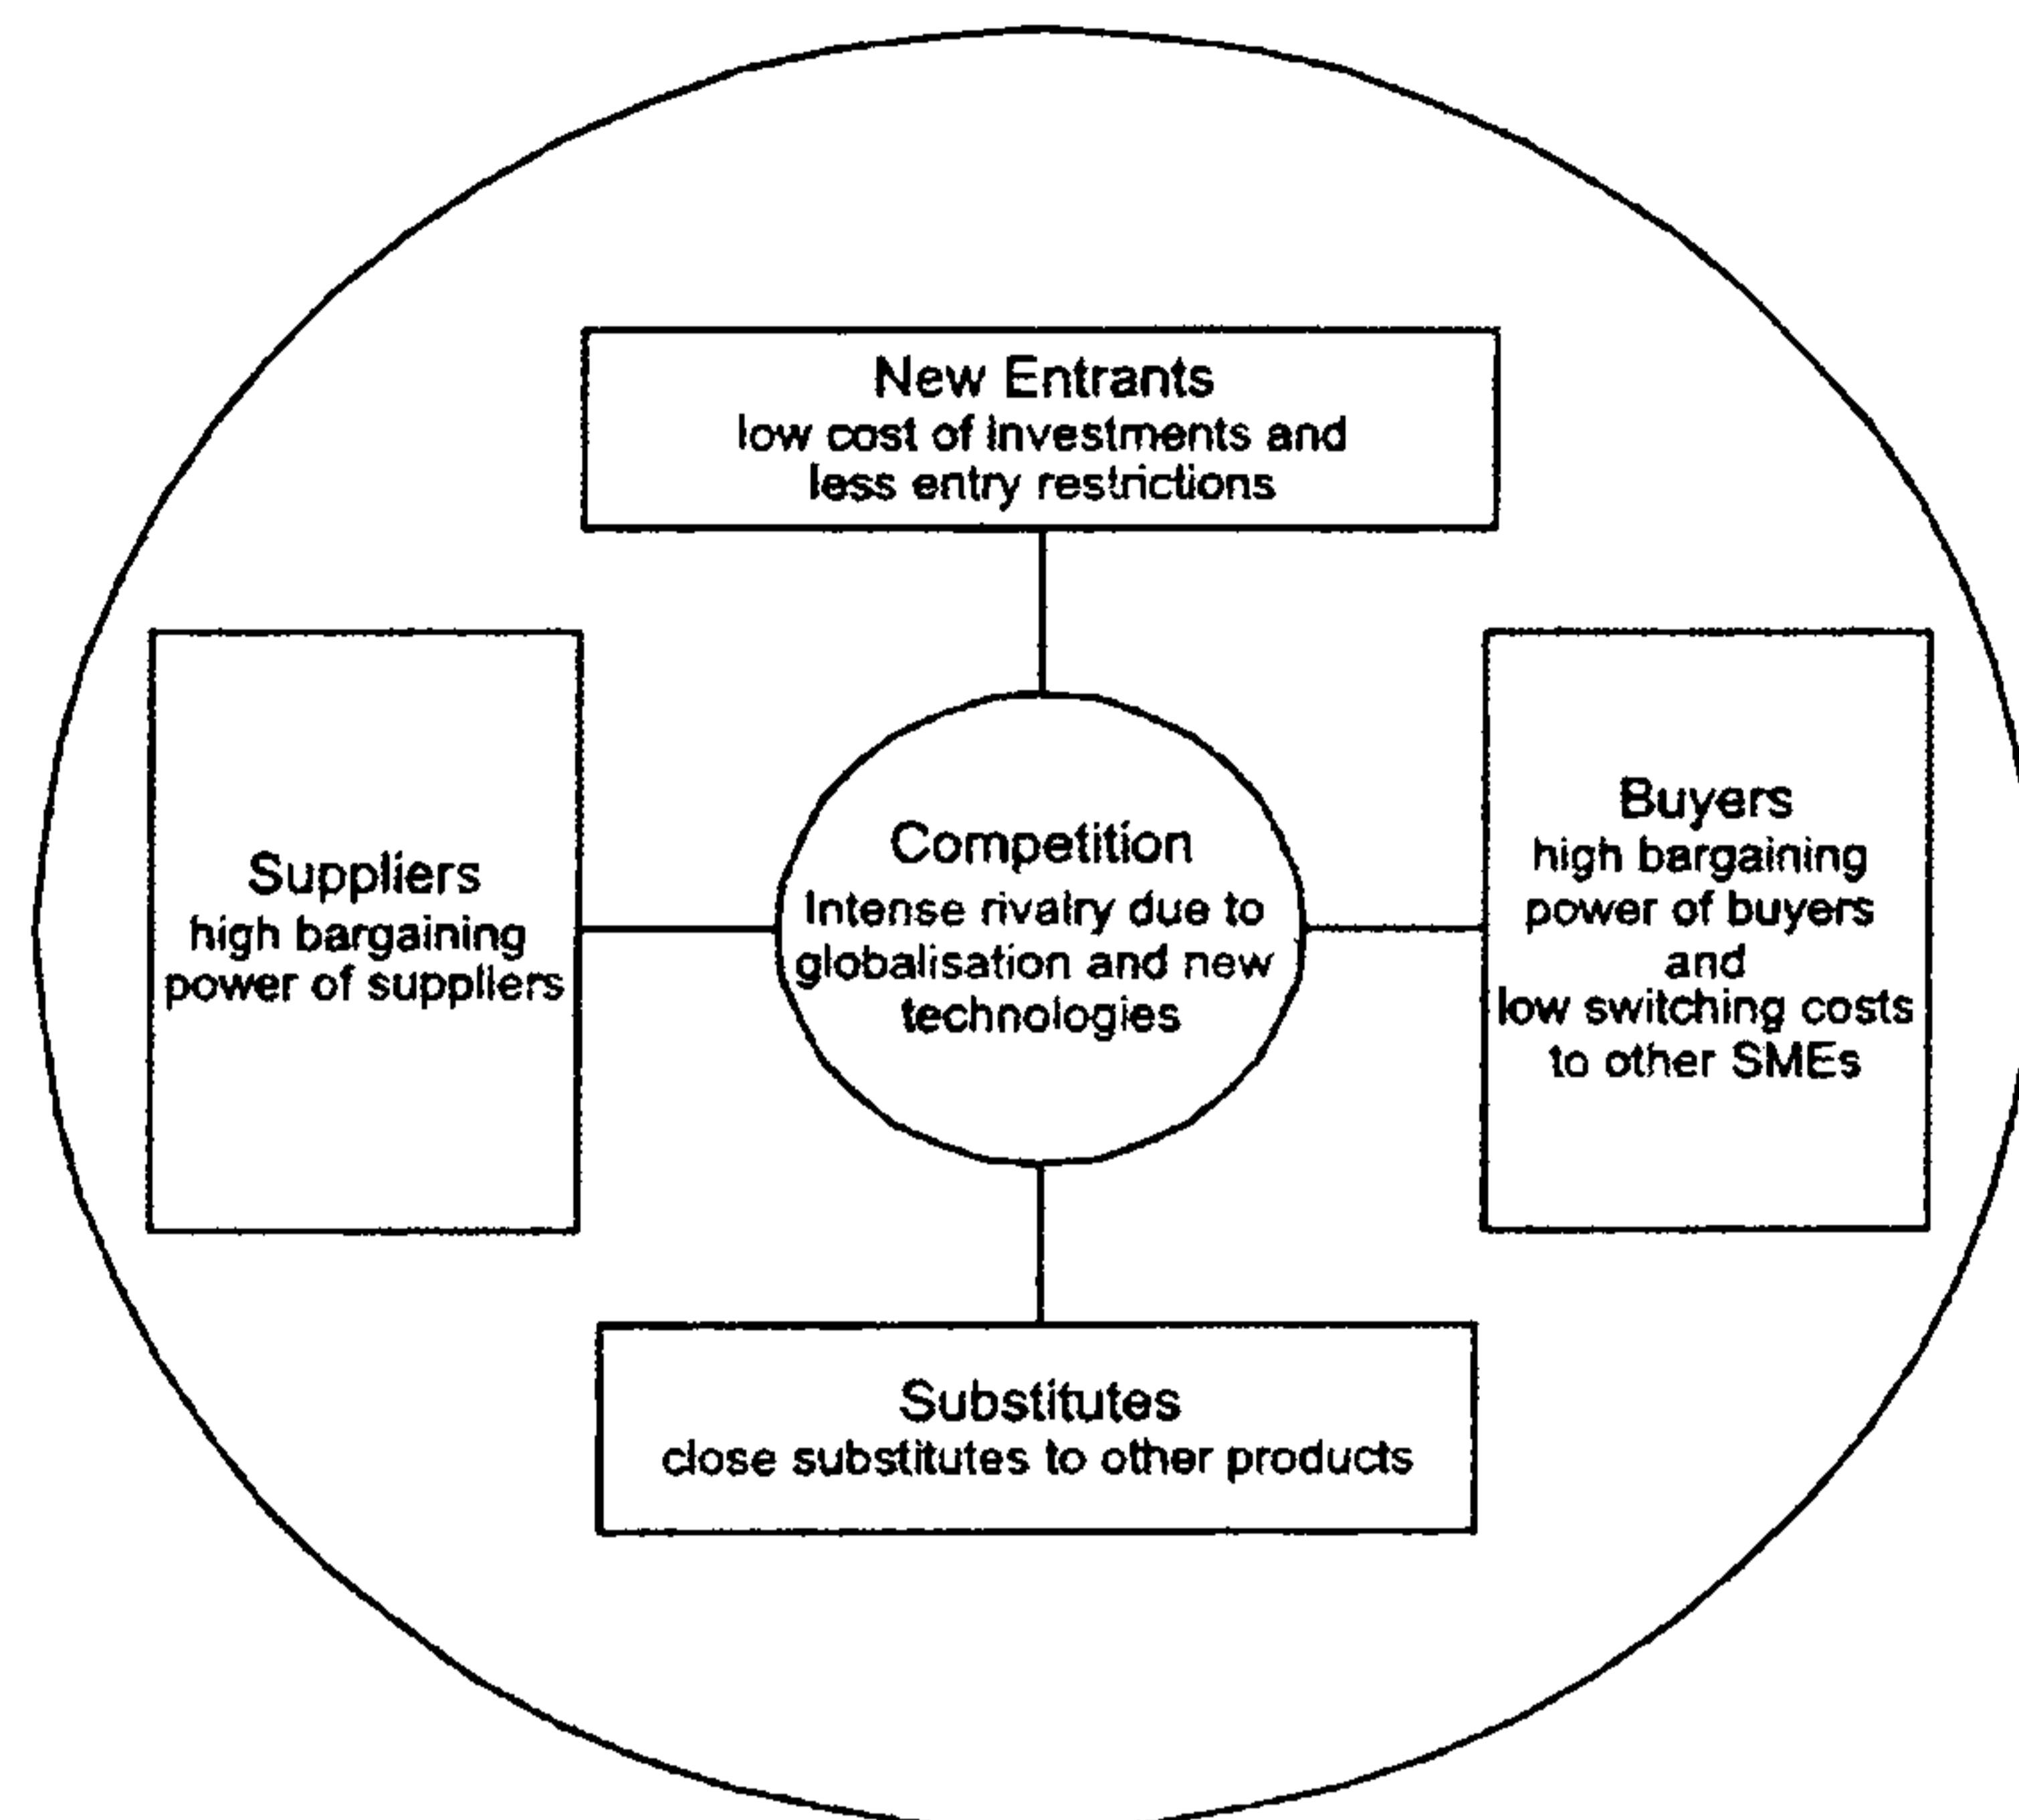 New Entrants
low cost of investments and
less entry restrictions
Suppliers
high bargaining
power of suppliers
Competition
Intense rivalry due to
globalisation and new
technologies
Buyers
high bargaining
power of buyers
and
low switching costs
to other SMEs
Substitutes
close substitutes to other products